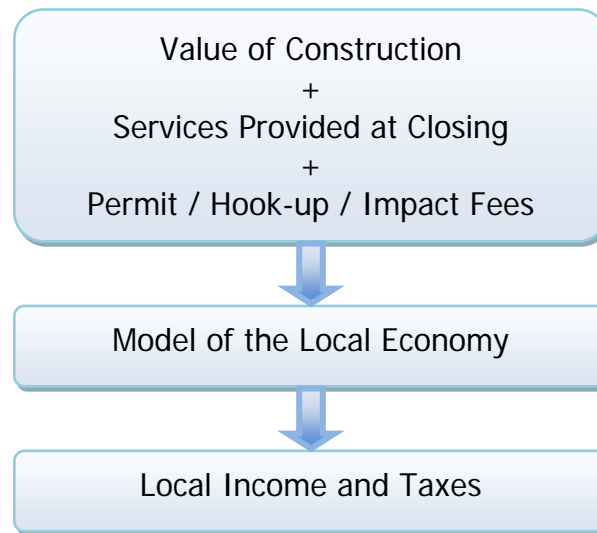 Value of Construction
+
Services Provided at Closing
+
Permit / Hook-up / Impact Fees
Model of the Local Economy
Local Income and Taxes